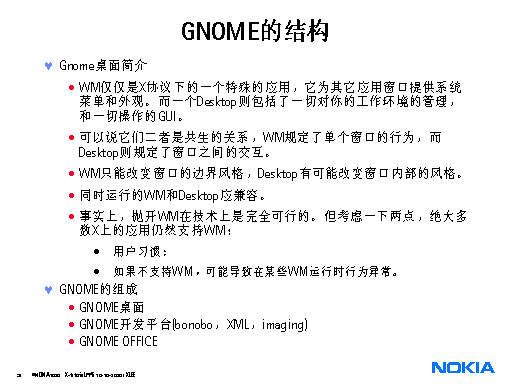 GNOME的结构
Gnome桌面简介
WM仅仅是X协议下的一个特殊的应用，它为其它应用窗口提供系统
菜单和外观。而一个Desktop则包括了一切对你的工作环境的管理，
和一切操作的GUI。
可以说它们二者是共生的关系，WM规定了单个窗口的行为，而
Desktop则规定了窗口之间的交互。
WM只能改变窗口的边界风格，Desktop有可能改变窗口内部的风格。
同时运行的WM和Desktop应兼容。
事实上，抛开WM在技术上是完全可行的。但考虑一下两点，绝大多
数X上的应用仍然支持WM：
用户习惯；
如果不支持WM，可能导致在某些WM运行时行为异常。
GNOME的组成
GNOME桌面
GNOME开发平台(bonobo，XML，imaging)
GNOME OFFICE
NOKIA